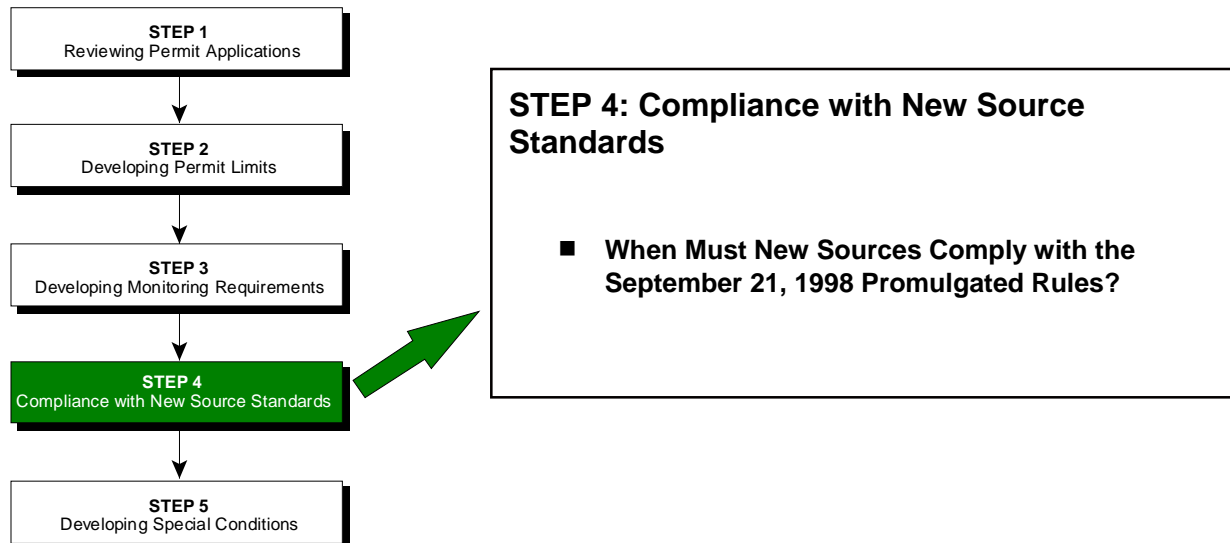 STEP 1
Reviewing Permit Applications
STEP 2
Developing Permit Limits
STEP 3
Developing Monitoring Requirements
STEP 4
Compliance with New Source Standards
STEP 5
Developing Special Conditions
STEP 4: Compliance with New Source
Standards
■ When Must New Sources Comply with the
September 21, 1998 Promulgated Rules?